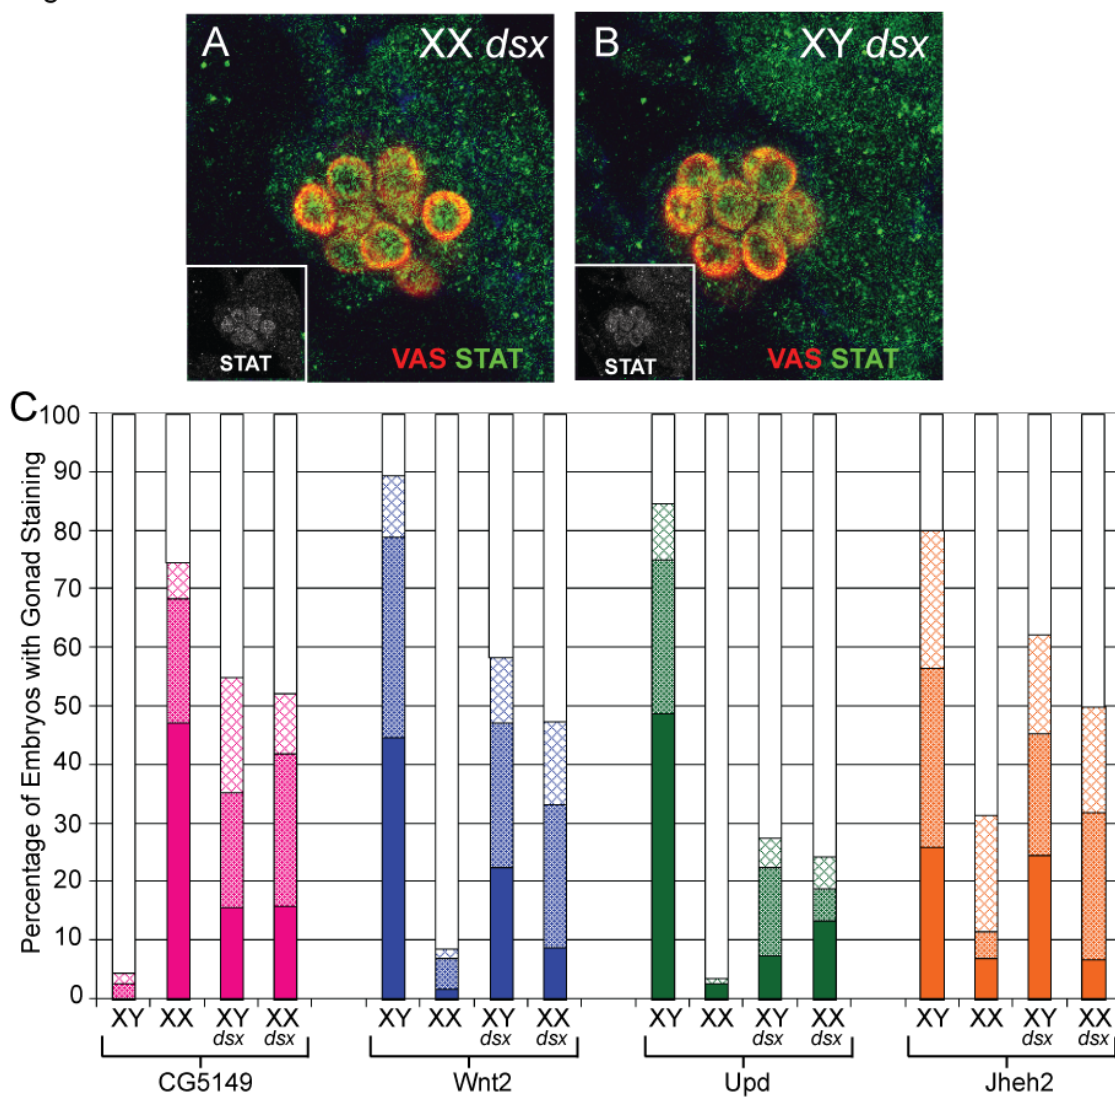 A XX dsx
B XY dsx
STAT
VAS STAT
STAT
VAS STAT
C
Percentage of Embryos with Gonad Staining
100
90
80
70
60
50
40
30
20
10
0
XY XX XY dsx XX dsx
XY XX XY dsx XX dsx
XY XX XY dsx XX dsx
XY XX XY dsx XX dsx
CG5149 Wnt2 Upd Jheh2